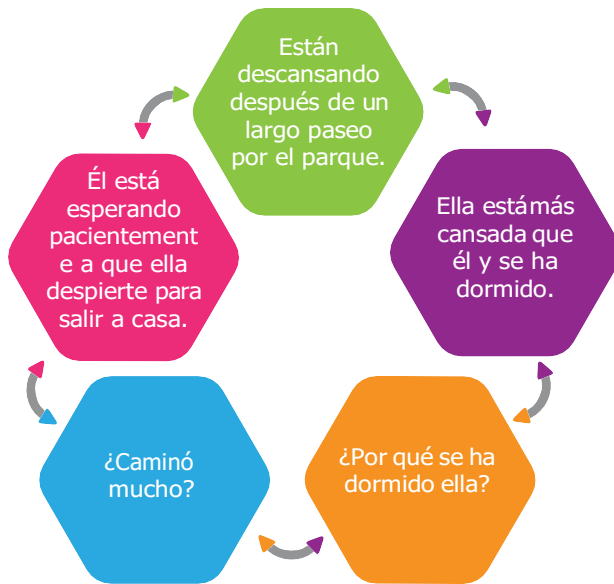 Están
descansando
después de un
largo paseo
por el parque.
Ella estámás
cansada que
él y se ha
dormido.
¿Por qué se ha
dormido ella?
¿Caminó
mucho?
Él está
esperando
pacientement
e a que ella
despierte para
salir a casa.